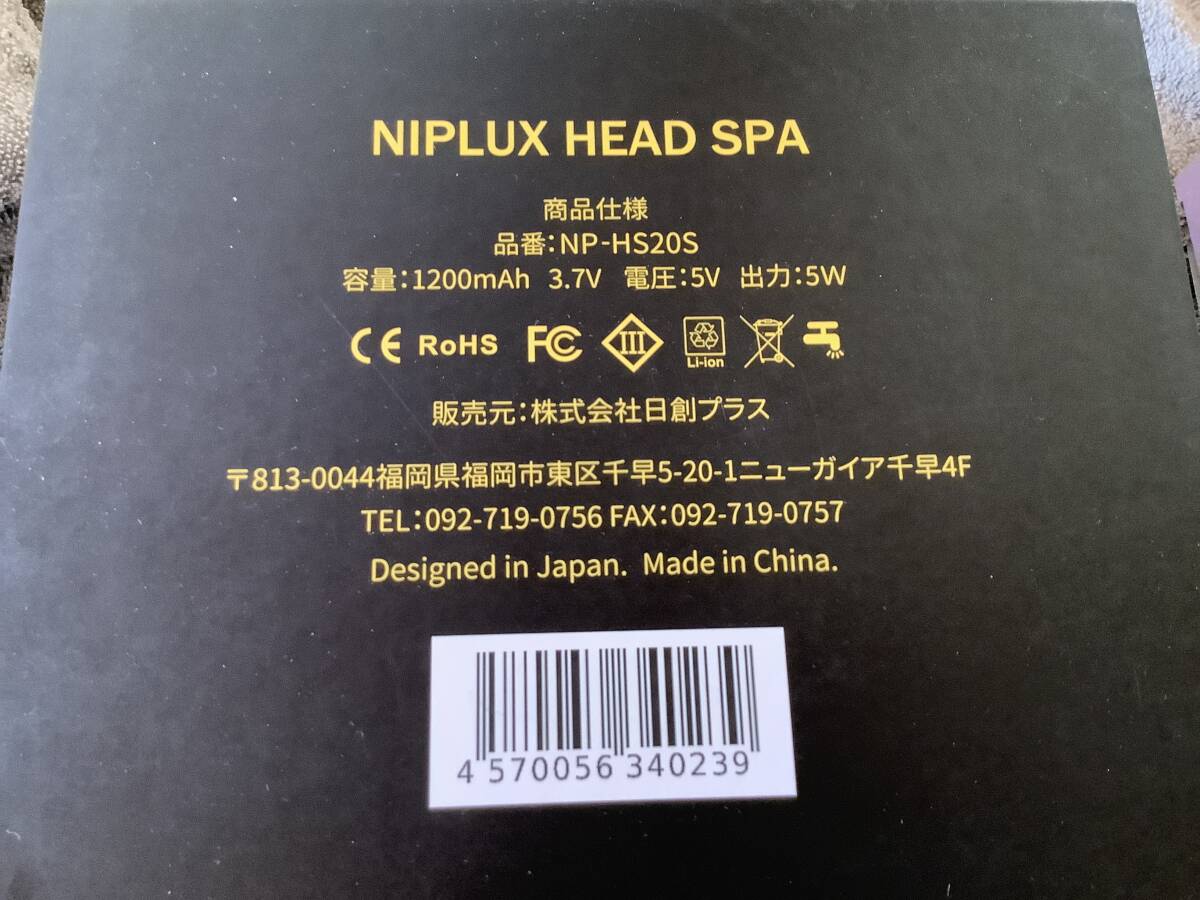 NIPLUX HEAD SPA
商品仕様
品番:NP-HS20S
容量:1200mAh 3.7V 電圧:5V 出力:5W
CE RoHS FC III Li-ion
販売元:株式会社日創プラス
〒813-0044福岡県福岡市東区千早5-20-1ニューガイア千早4F
TEL:092-719-0756 FAX:092-719-0757
Designed in Japan. Made in China.
4 570056 340239